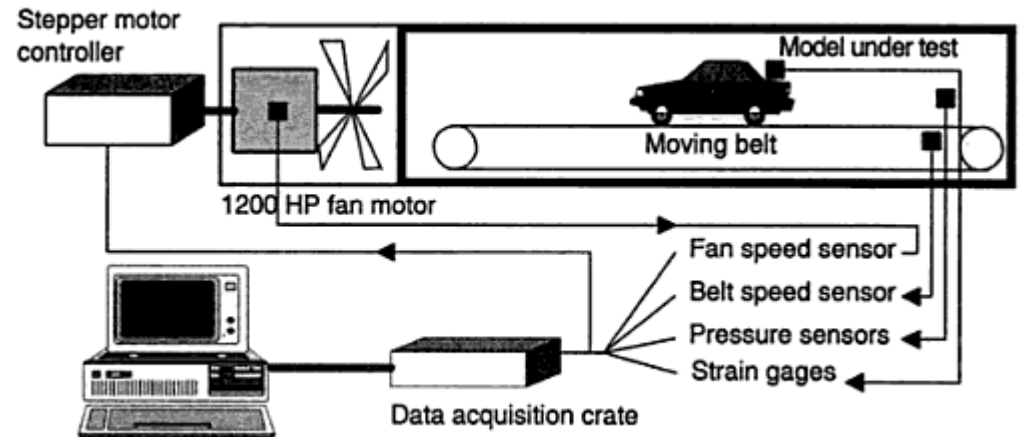 Stepper motor
controller
Model under test
Moving belt
1200 HP fan motor
Fan speed sensor
Belt speed sensor
Pressure sensors
Strain gages
Data acquisition crate